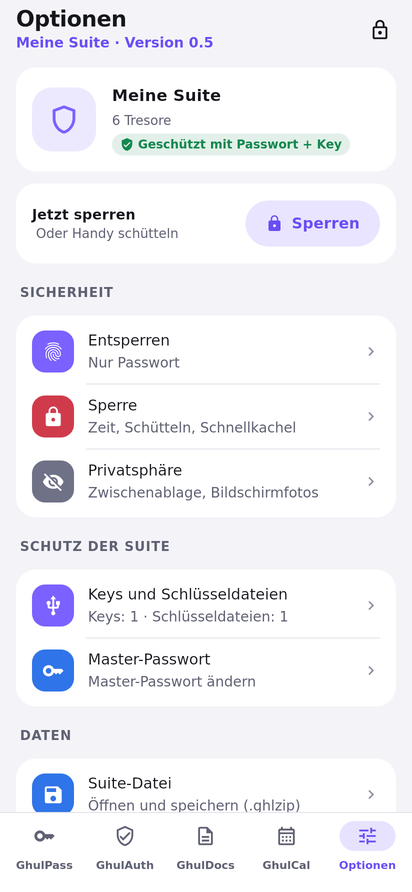 Optionen
Meine Suite · Version 0.5
Meine Suite
6 Tresore
Geschützt mit Passwort + Key
Jetzt sperren
Oder Handy schütteln
Sperren
SICHERHEIT
Entsperren
Nur Passwort
Sperre
Zeit, Schütteln, Schnellkachel
Privatsphäre
Zwischenablage, Bildschirmfotos
SCHUTZ DER SUITE
Keys und Schlüsseldateien
Keys: 1 · Schlüsseldateien: 1
Master-Passwort
Master-Passwort ändern
DATEN
Suite-Datei
Öffnen und speichern (.ghlzip)
GhulPass
GhulAuth
GhulDocs
GhulCal
Optionen